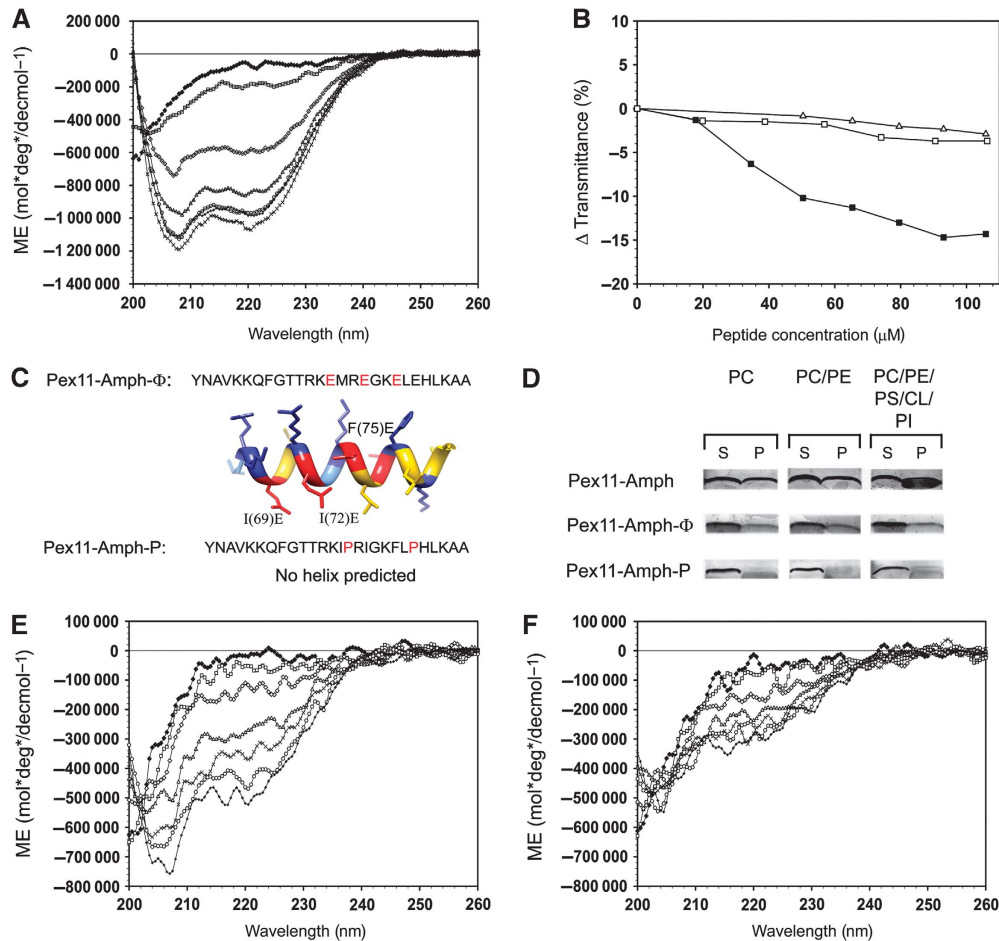 A
200 000
0
−200 000
−400 000
−600 000
−800 000
−1 000 000
−1 200 000
−1 400 000
ME (mol*deg*/decmol−1)
200 210 220 230 240 250 260
Wavelength (nm)
B
10
5
0
−5
−10
−15
−20
Δ Transmittance (%)
0 20 40 60 80 100
Peptide concentration (μM)
C
Pex11-Amph-Φ: YNAVKKQFGTTRKEMREGKELEHLKAA
F(75)E
I(69)E I(72)E
Pex11-Amph-P: YNAVKKQFGTTRKIPRIGKFLPHLKAA
No helix predicted
D
PC PC/PE PC/PE/
PS/CL/
PI
S P S P S P
Pex11-Amph
Pex11-Amph-Φ
Pex11-Amph-P
E
100 000
0
−100 000
−200 000
−300 000
−400 000
−500 000
−600 000
−700 000
−800 000
ME (mol*deg*/decmol−1)
200 210 220 230 240 250 260
Wavelength (nm)
F
100 000
0
−100 000
−200 000
−300 000
−400 000
−500 000
−600 000
−700 000
−800 000
ME (mol*deg*/decmol−1)
200 210 220 230 240 250 260
Wavelength (nm)